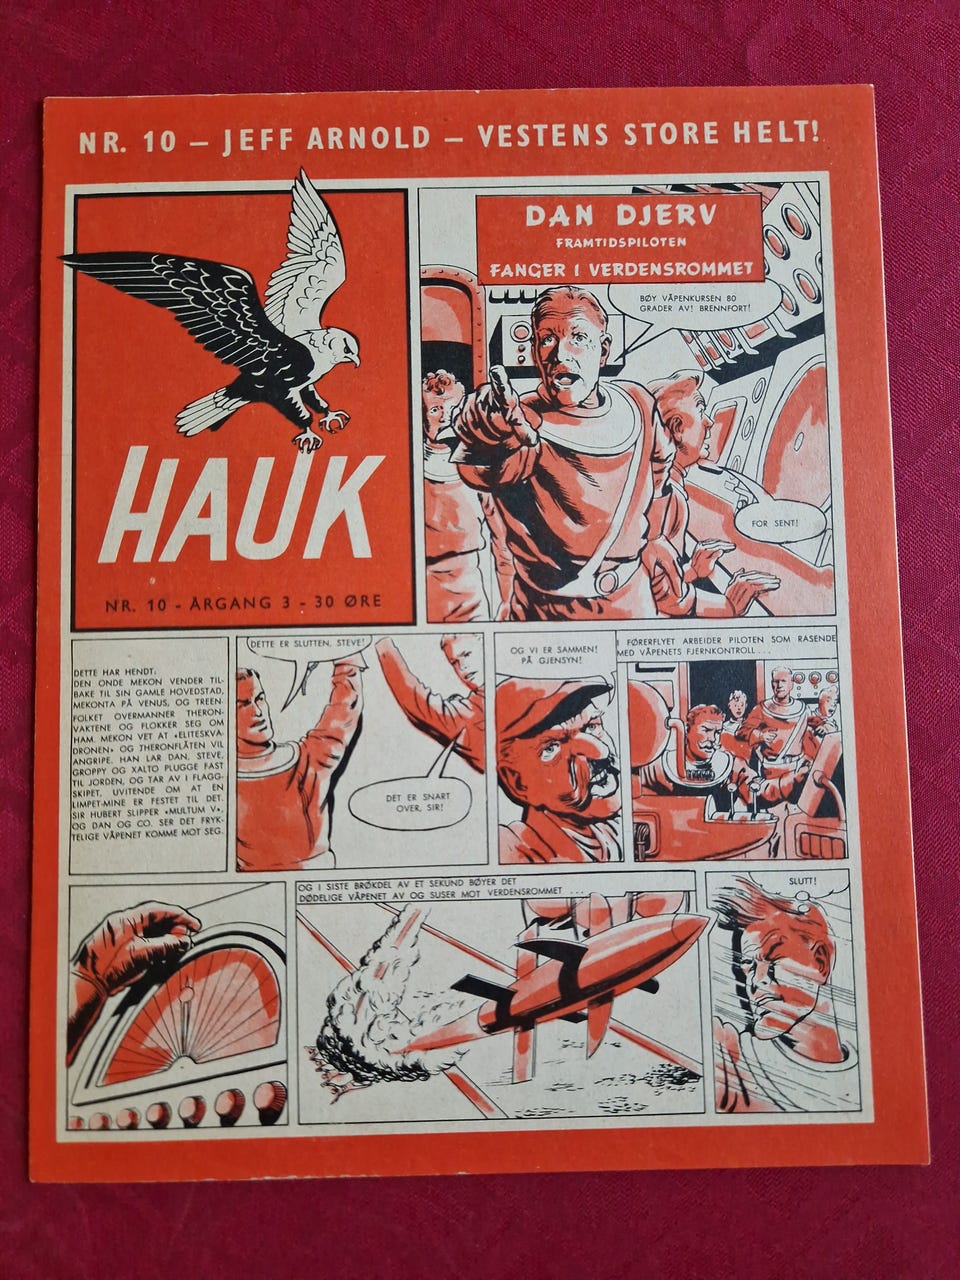 NR. 10 – JEFF ARNOLD – VESTENS STORE HELT!
HAUK
NR. 10 - ÅRGANG 3 - 30 ØRE
DAN DJERV
FRAMTIDSPILOTEN
FANGER I VERDENSROMMET
BØY VÅPENKURSEN 80
GRADER AV! BRENNFORT!
FOR SENT!
DETTE HAR HENDT.
DEN ONDE MEKON VENDER TIL-
BAKE TIL SIN GAMLE HOVEDSTAD,
MEKONTA PÅ VENUS, OG TREEN-
FOLKET OVERMANNER THERON-
VAKTENE OG FLOKKER SEG OM
HAM. MEKON VET AT «ELITESKVA-
DRONEN» OG THERONFLÅTEN VIL
ANGRIPE. HAN LAR DAN, STEVE,
GROPPY OG XALTO PLUGGE FAST
TIL JORDEN, OG TAR AV I FLAGG-
SKIPET, UVITENDE OM AT EN
LIMPET-MINE ER FESTET TIL DET.
SIR HUBERT SLIPPER «MULTUM V»,
OG DAN OG CO. SER DET FRYK-
TELIGE VÅPENET KOMME MOT SEG.
DETTE ER SLUTTEN, STEVE!
DET ER SNART
OVER, SIR!
OG VI ER SAMMEN!
PÅ GJENSYN!
I FØRERFLYET ARBEIDER PILOTEN SOM RASENDE
MED VÅPENETS FJERNKONTROLL . . .
OG I SISTE BRØKDEL AV ET SEKUND BØYER DET
DØDELIGE VÅPENET AV OG SUSER MOT VERDENSROMMET . . .
SLUTT!